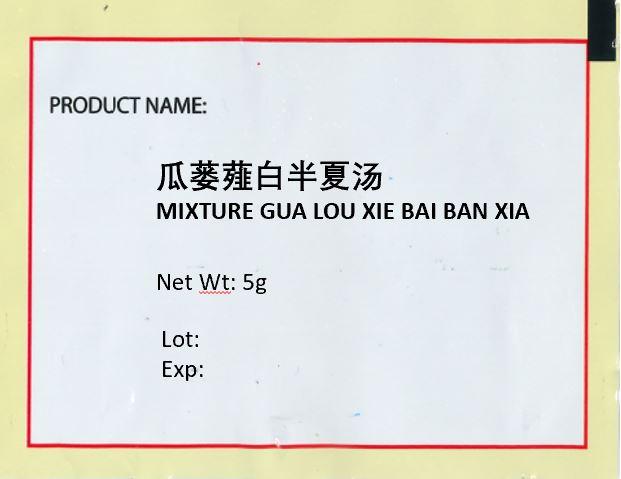 PRODUCT NAME:
瓜蒌薤白半夏汤
MIXTURE GUA LOU XIE BAI BAN XIA
Net Wt: 5g
Lot:
Exp: